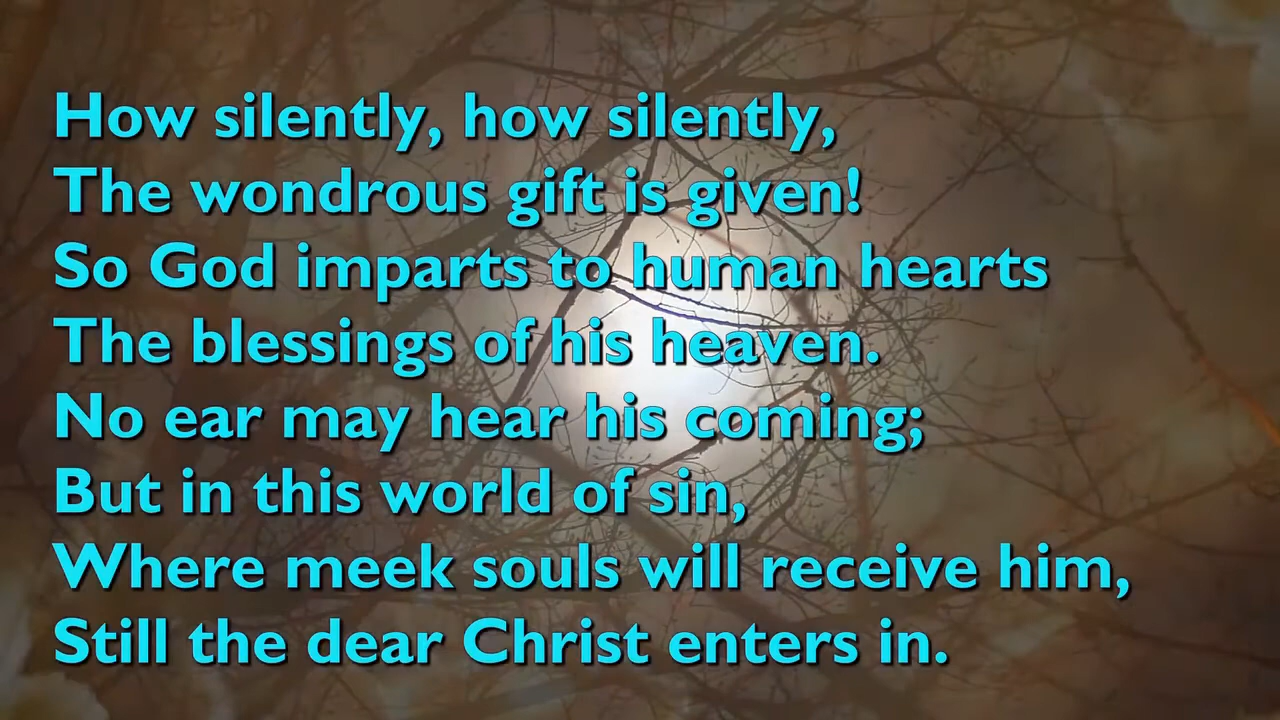 How silently, how silently,
The wondrous gift is given!
So God imparts to human hearts
The blessings of his heaven.
No ear may hear his coming;
But in this world of sin,
Where meek souls will receive him,
Still the dear Christ enters in.